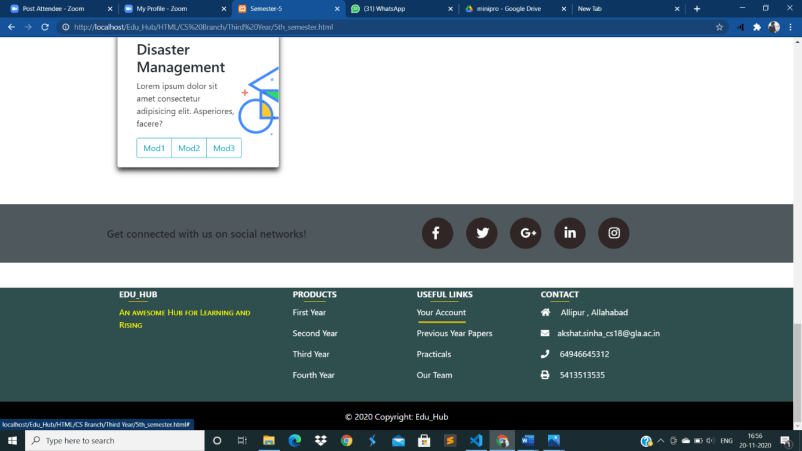 Post Attendee - Zoom
My Profile - Zoom
Semester-5
(31) WhatsApp
minipro - Google Drive
New Tab
http://localhost/Edu_Hub/HTML/CS%20Branch/Third%20Year/5th_semester.html
Disaster
Management
Lorem ipsum dolor sit
amet consectetur
adipisicing elit. Asperiores,
facere?
Mod1 Mod2 Mod3
Get connected with us on social networks!
EDU_HUB
An awesome Hub for Learning and
Rising
PRODUCTS
First Year
Second Year
Third Year
Fourth Year
USEFUL LINKS
Your Account
Previous Year Papers
Practicals
Our Team
CONTACT
Allipur , Allahabad
akshat.sinha_cs18@gla.ac.in
64946645312
5413513535
© 2020 Copyright: Edu_Hub
localhost/Edu_Hub/HTML/CS Branch/Third Year/5th_semester.html#
Type here to search
ENG
16:56
20-11-2020